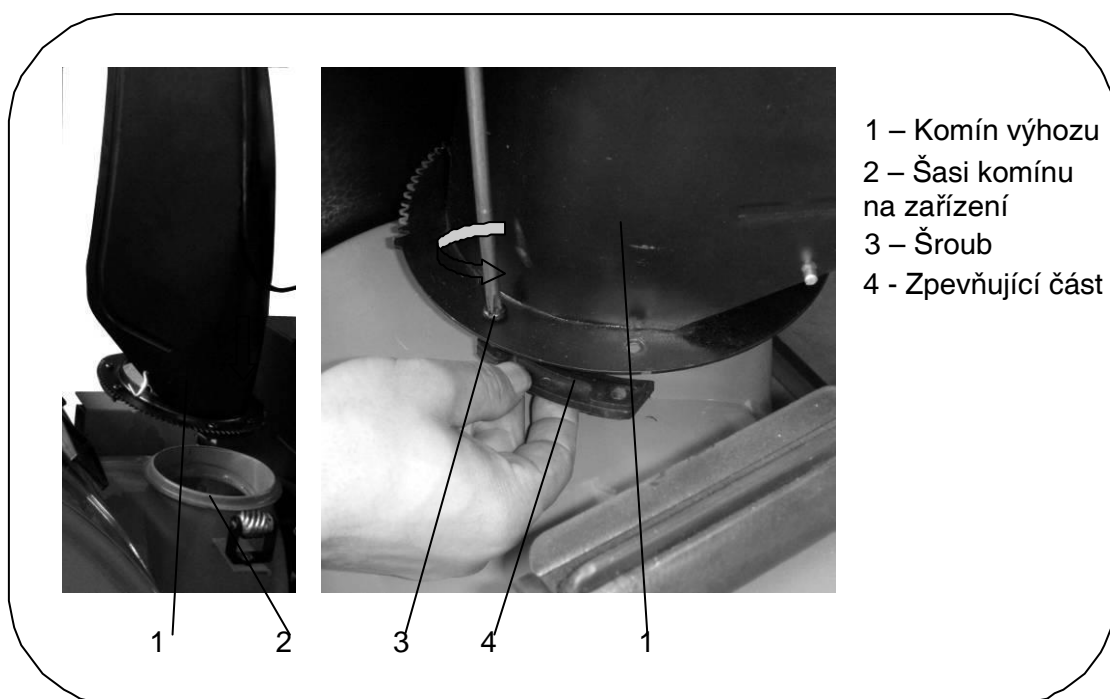 1 – Komín výhozu
2 – Šasi komínu
na zařízení
3 – Šroub
4 - Zpevňující část
1 2 3 4 1